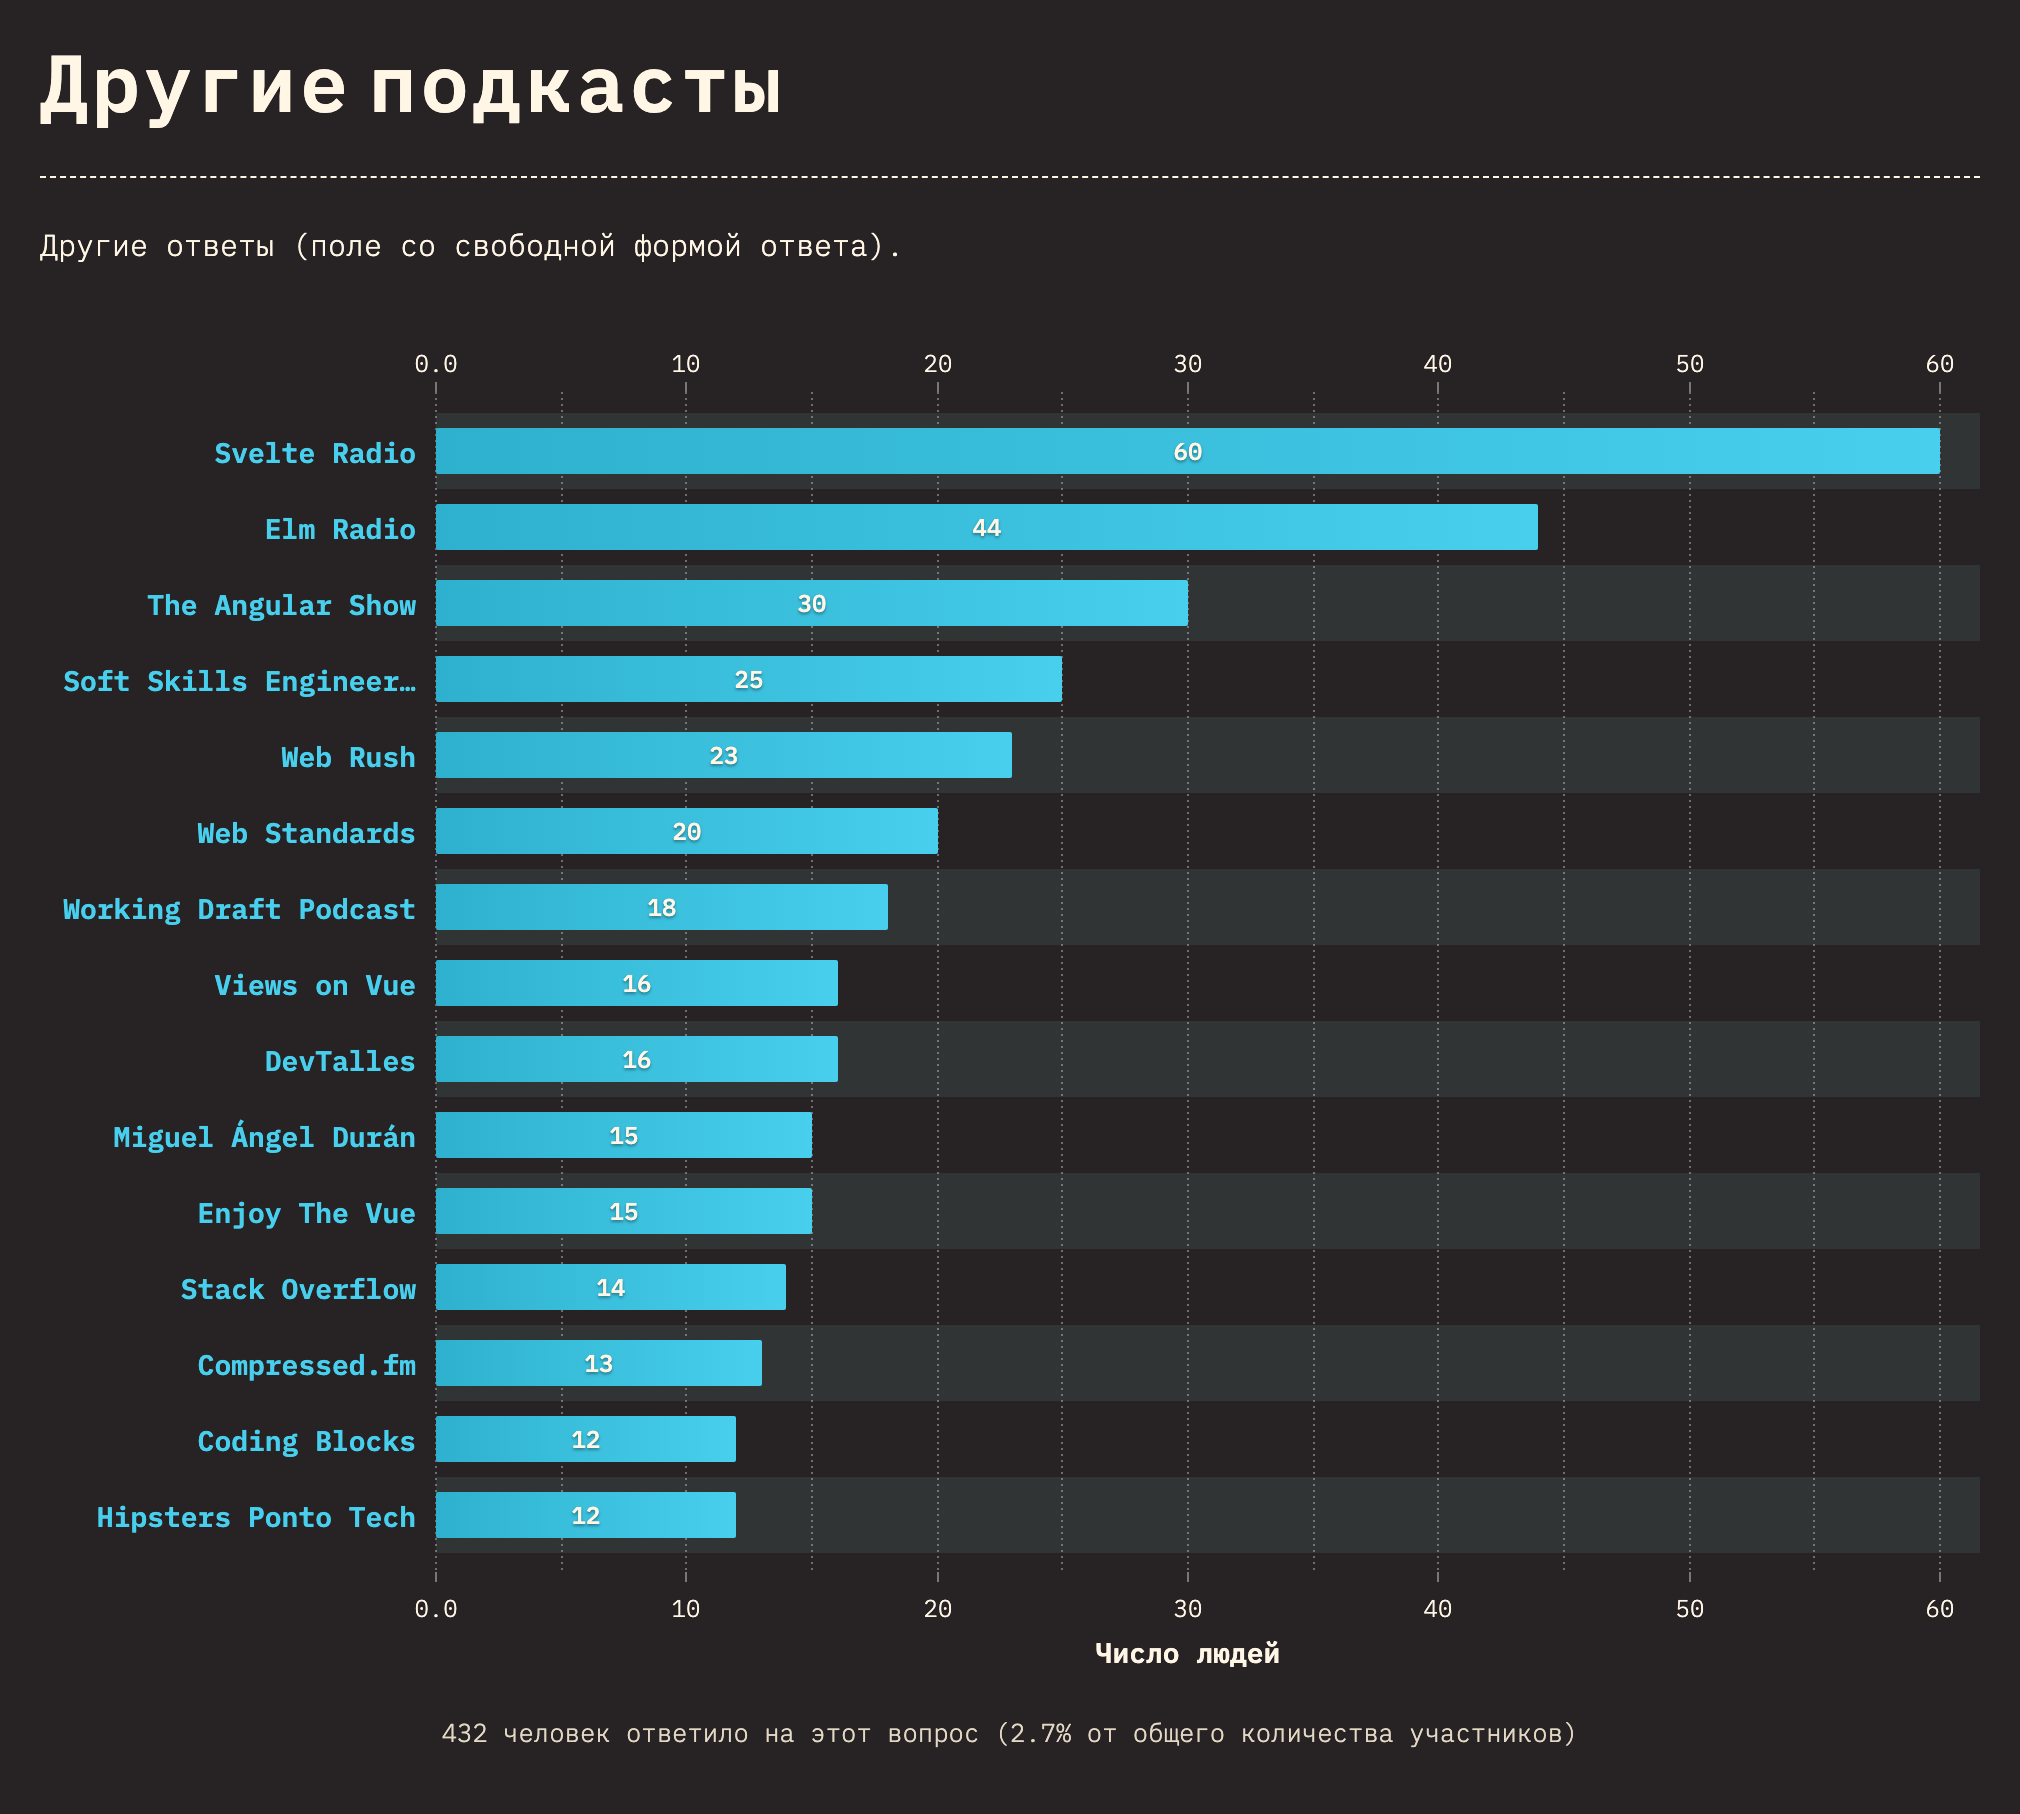 Другие подкасты
Другие ответы (поле со свободной формой ответа).
0.0 10 20 30 40 50 60
Svelte Radio 60
Elm Radio 44
The Angular Show 30
Soft Skills Engineer… 25
Web Rush 23
Web Standards 20
Working Draft Podcast 18
Views on Vue 16
DevTalles 16
Miguel Ángel Durán 15
Enjoy The Vue 15
Stack Overflow 14
Compressed.fm 13
Coding Blocks 12
Hipsters Ponto Tech 12
0.0 10 20 30 40 50 60
Число людей
432 человек ответило на этот вопрос (2.7% от общего количества участников)